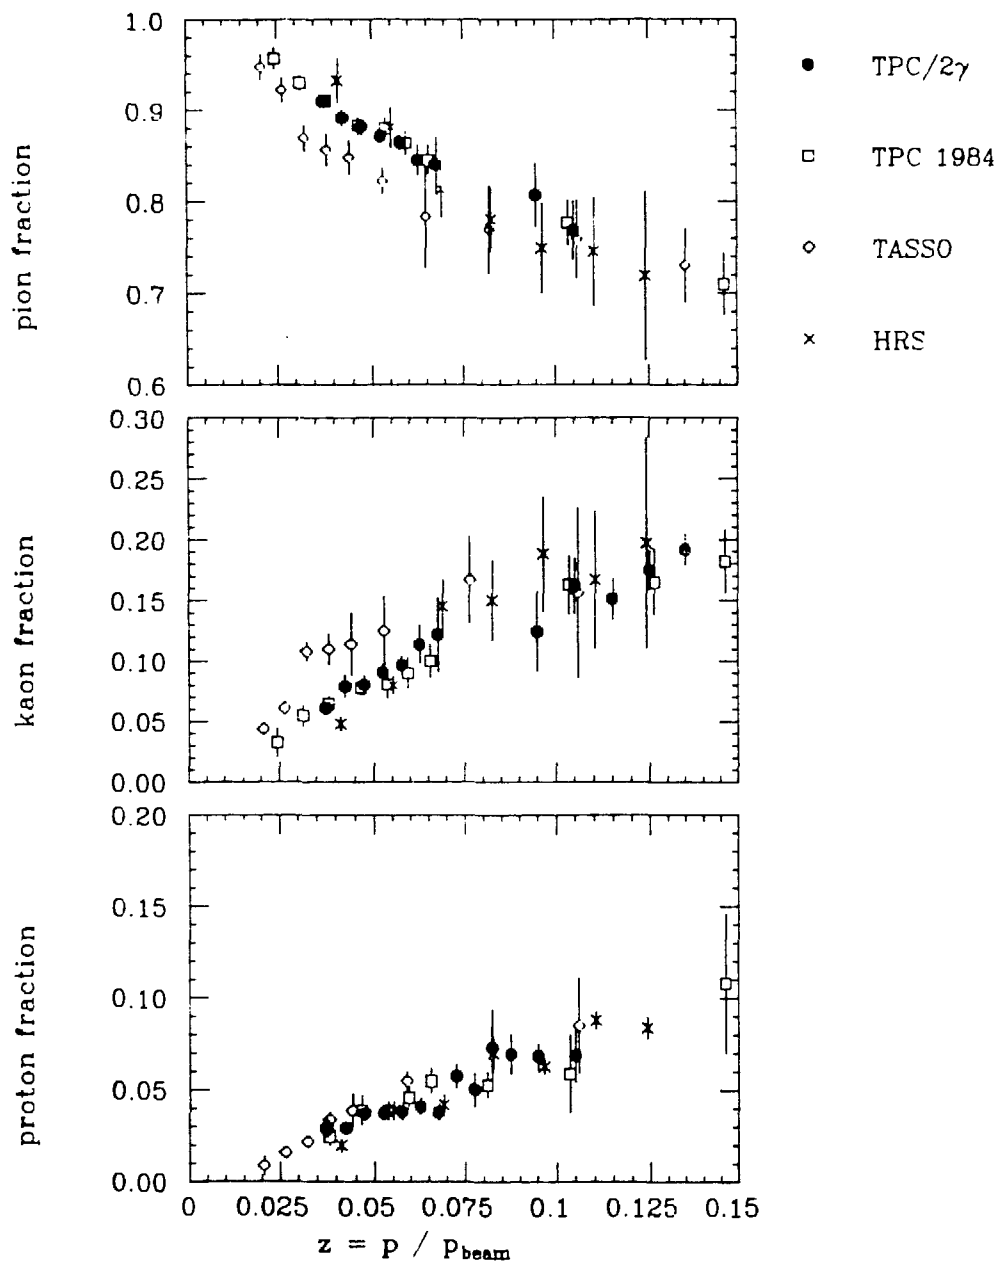 1.0
0.9
0.8
0.7
0.6
pion fraction
TPC/2γ
TPC 1984
TASSO
HRS
0.30
0.25
0.20
0.15
0.10
0.05
0.00
kaon fraction
0.20
0.15
0.10
0.05
0.00
proton fraction
0 0.025 0.05 0.075 0.1 0.125 0.15
z = p / p_beam